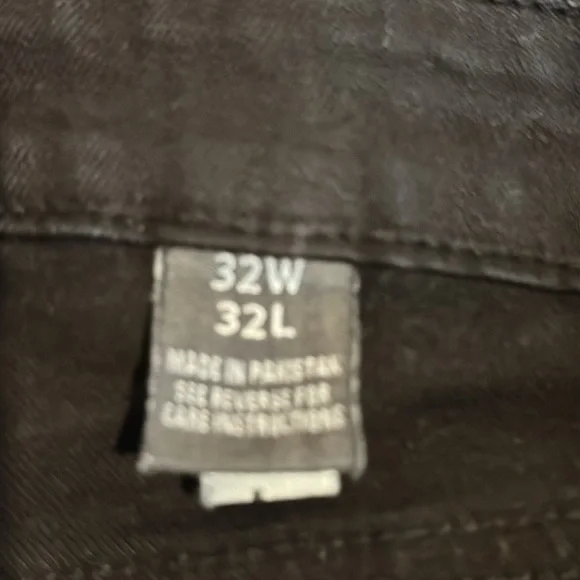 32W
32L
MADE IN PAKISTAN
SEE REVERSE FOR
CARE INSTRUCTIONS